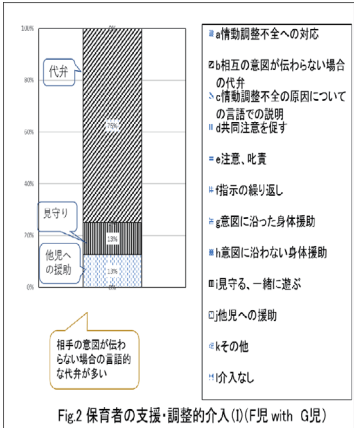 100%
80%
60%
40%
20%
0%
0%
75%
13%
13%
0%
代弁
見守り
他児へ
の援助
相手の意図が伝わ
らない場合の言語的
な代弁が多い
a情動調整不全への対応
b相互の意図が伝わらない場合
の代弁
c情動調整不全の原因について
の言語での説明
d共同注意を促す
e注意、叱責
f指示の繰り返し
g意図に沿った身体援助
h意図に沿わない身体援助
i見守る、一緒に遊ぶ
j他児への援助
kその他
l介入なし
Fig.2 保育者の支援・調整的介入(1)(F児 with G児)